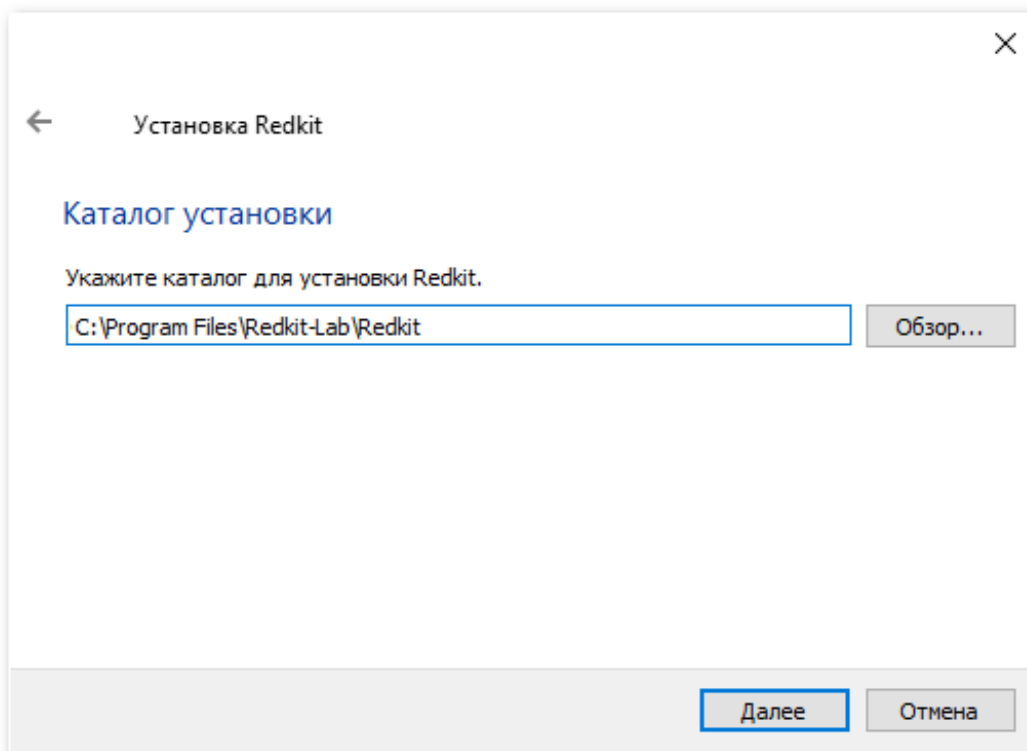 Установка Redkit
Каталог установки
Укажите каталог для установки Redkit.
C:\Program Files\Redkit-Lab\Redkit
Обзор...
Далее
Отмена